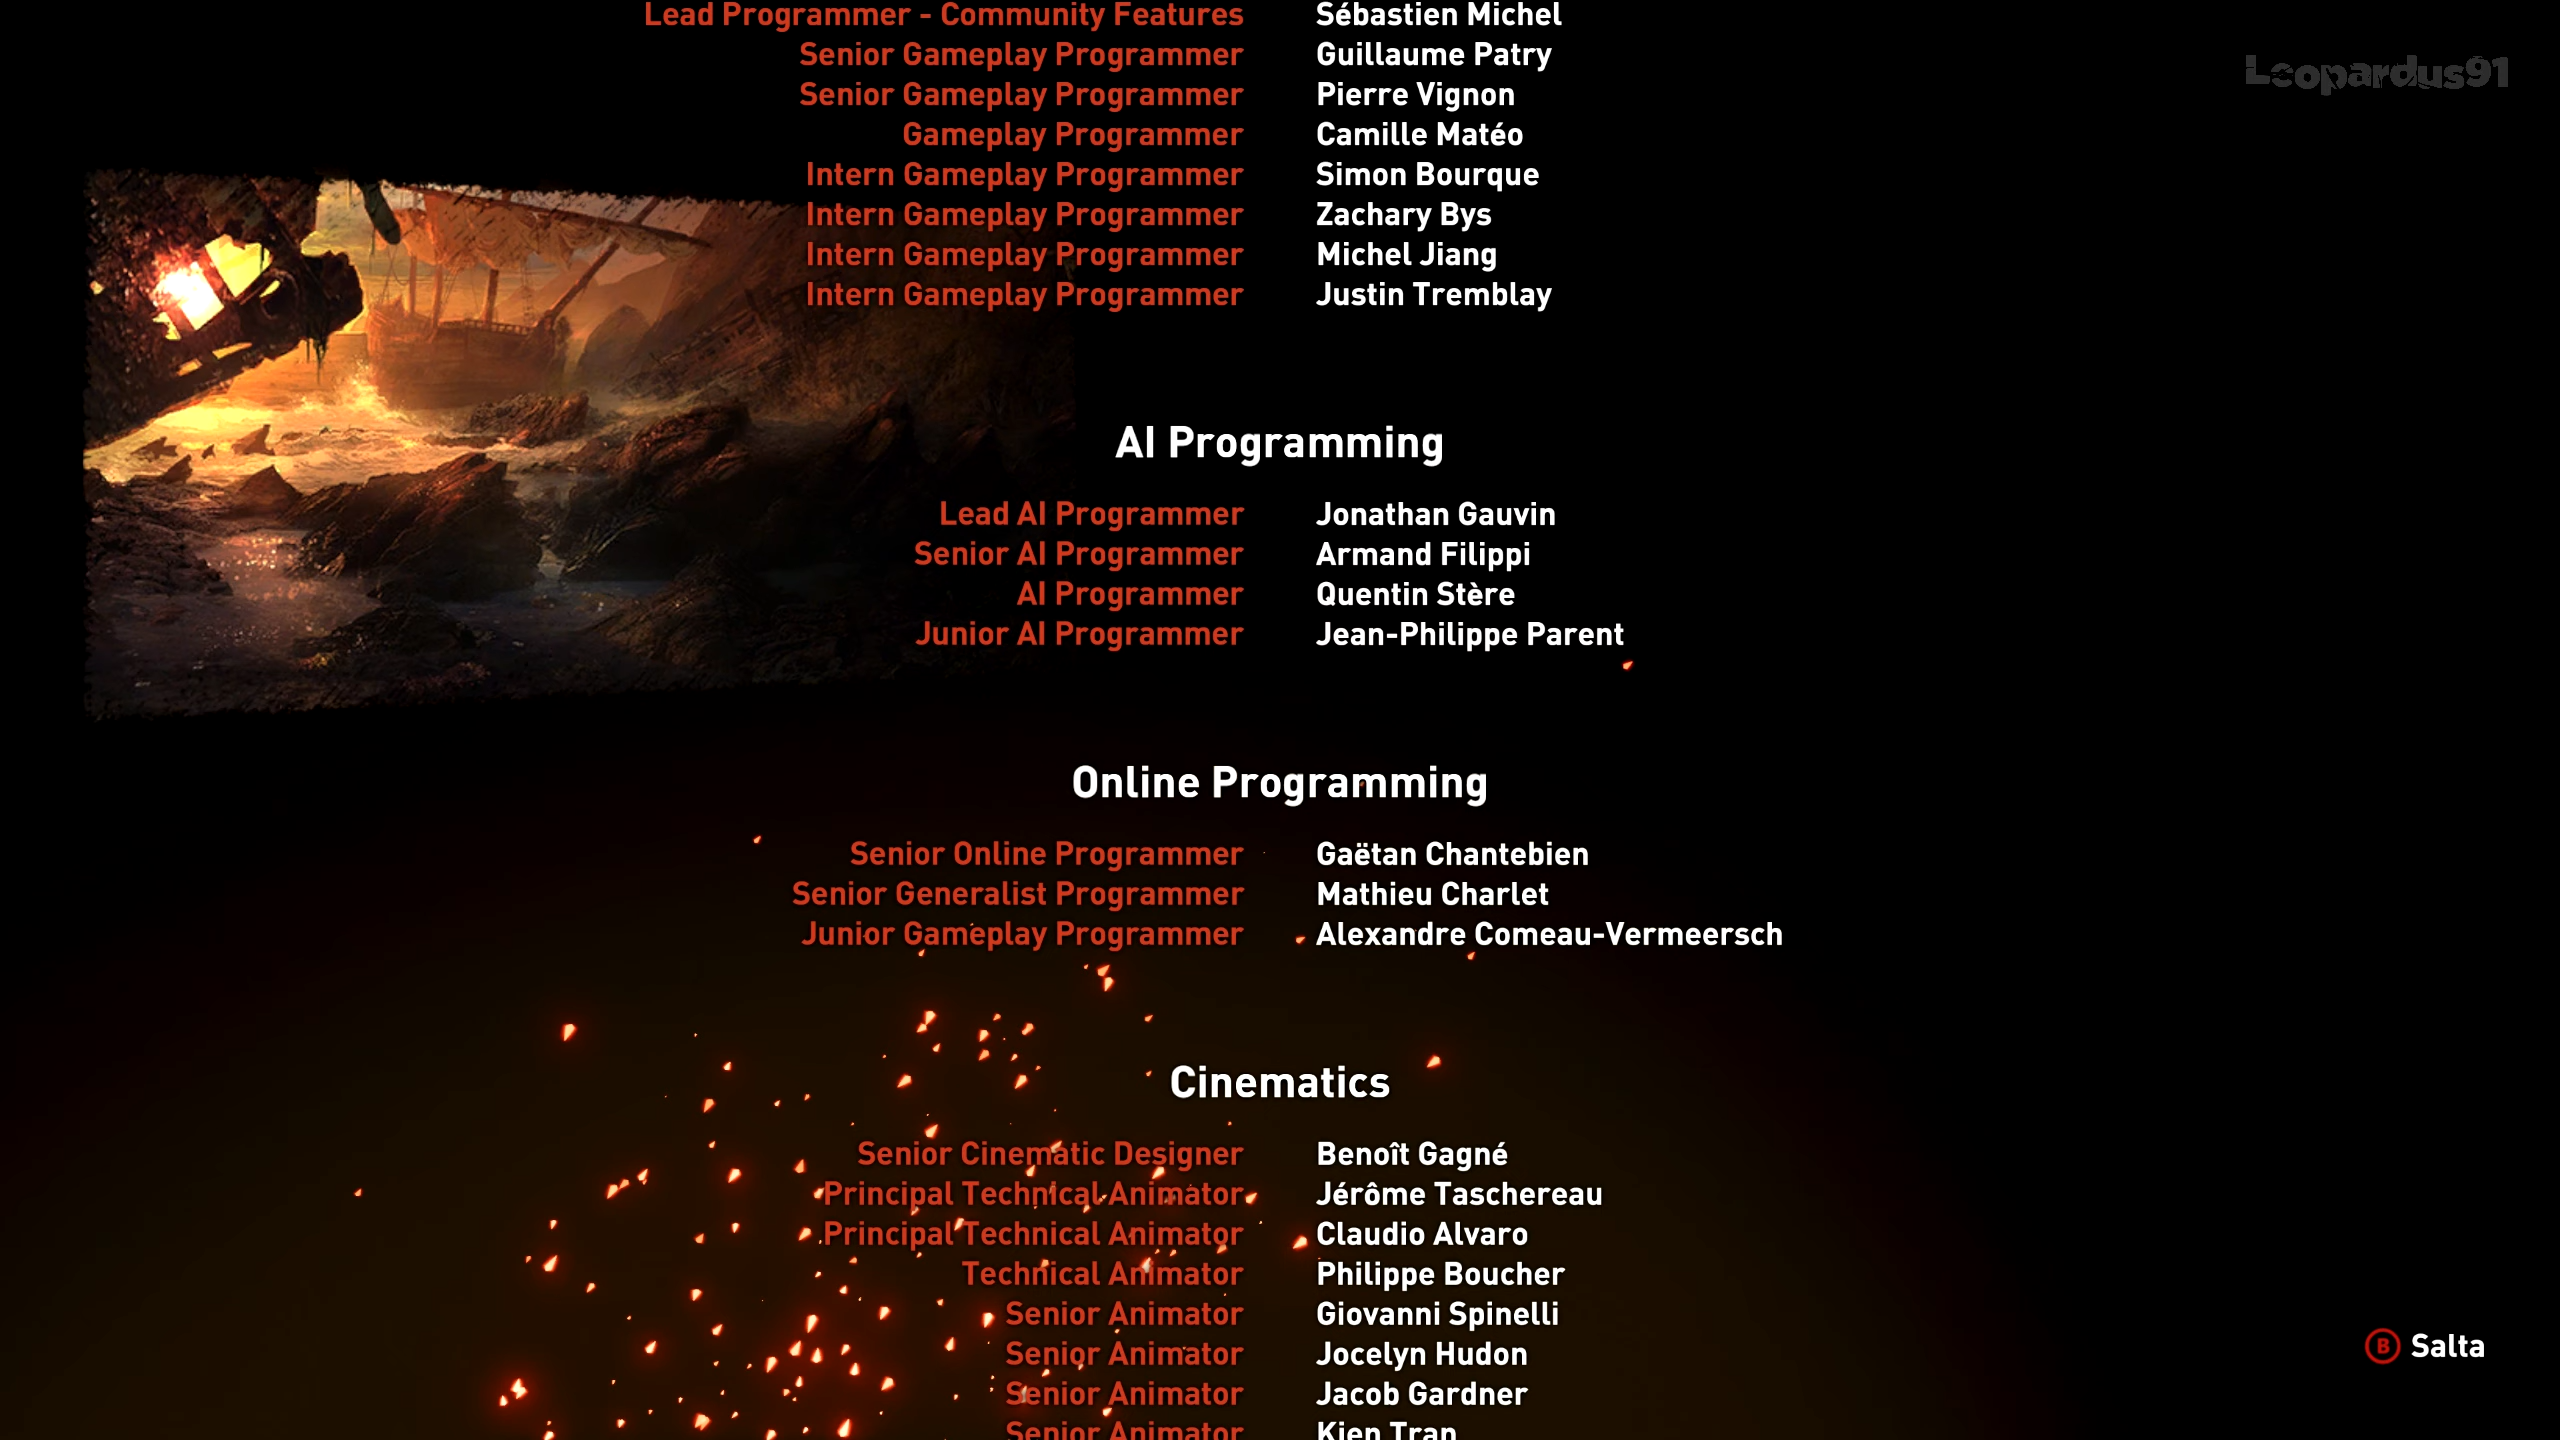 Lead Programmer - Community Features Sébastien Michel
Senior Gameplay Programmer Guillaume Patry
Senior Gameplay Programmer Pierre Vignon
Gameplay Programmer Camille Matéo
Intern Gameplay Programmer Simon Bourque
Intern Gameplay Programmer Zachary Bys
Intern Gameplay Programmer Michel Jiang
Intern Gameplay Programmer Justin Tremblay
Leopardus91
AI Programming
Lead AI Programmer Jonathan Gauvin
Senior AI Programmer Armand Filippi
AI Programmer Quentin Stère
Junior AI Programmer Jean-Philippe Parent
Online Programming
Senior Online Programmer Gaëtan Chantebien
Senior Generalist Programmer Mathieu Charlet
Junior Gameplay Programmer Alexandre Comeau-Vermeersch
Cinematics
Senior Cinematic Designer Benoît Gagné
Principal Technical Animator Jérôme Taschereau
Principal Technical Animator Claudio Alvaro
Technical Animator Philippe Boucher
Senior Animator Giovanni Spinelli
Senior Animator Jocelyn Hudon
Senior Animator Jacob Gardner
Senior Animator Kien Tran
B Salta